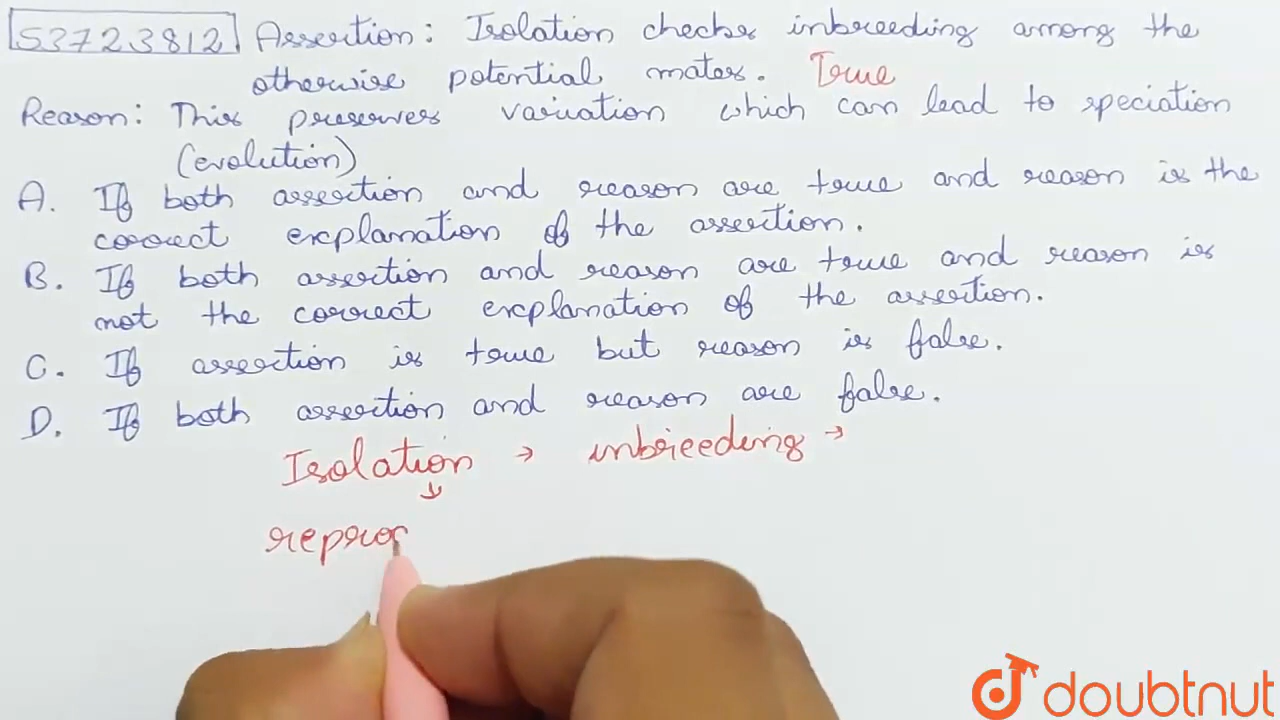 53723812 Assertion: Isolation checks inbreeding among the
otherwise potential mates. True
Reason: This preserves variation which can lead to speciation
(evolution)
A. If both assertion and reason are true and reason is the
correct explanation of the assertion.
B. If both assertion and reason are true and reason is
not the correct explanation of the assertion.
C. If assertion is true but reason is false.
D. If both assertion and reason are false.
Isolation → inbreeding →
↓
repro
doubtnut